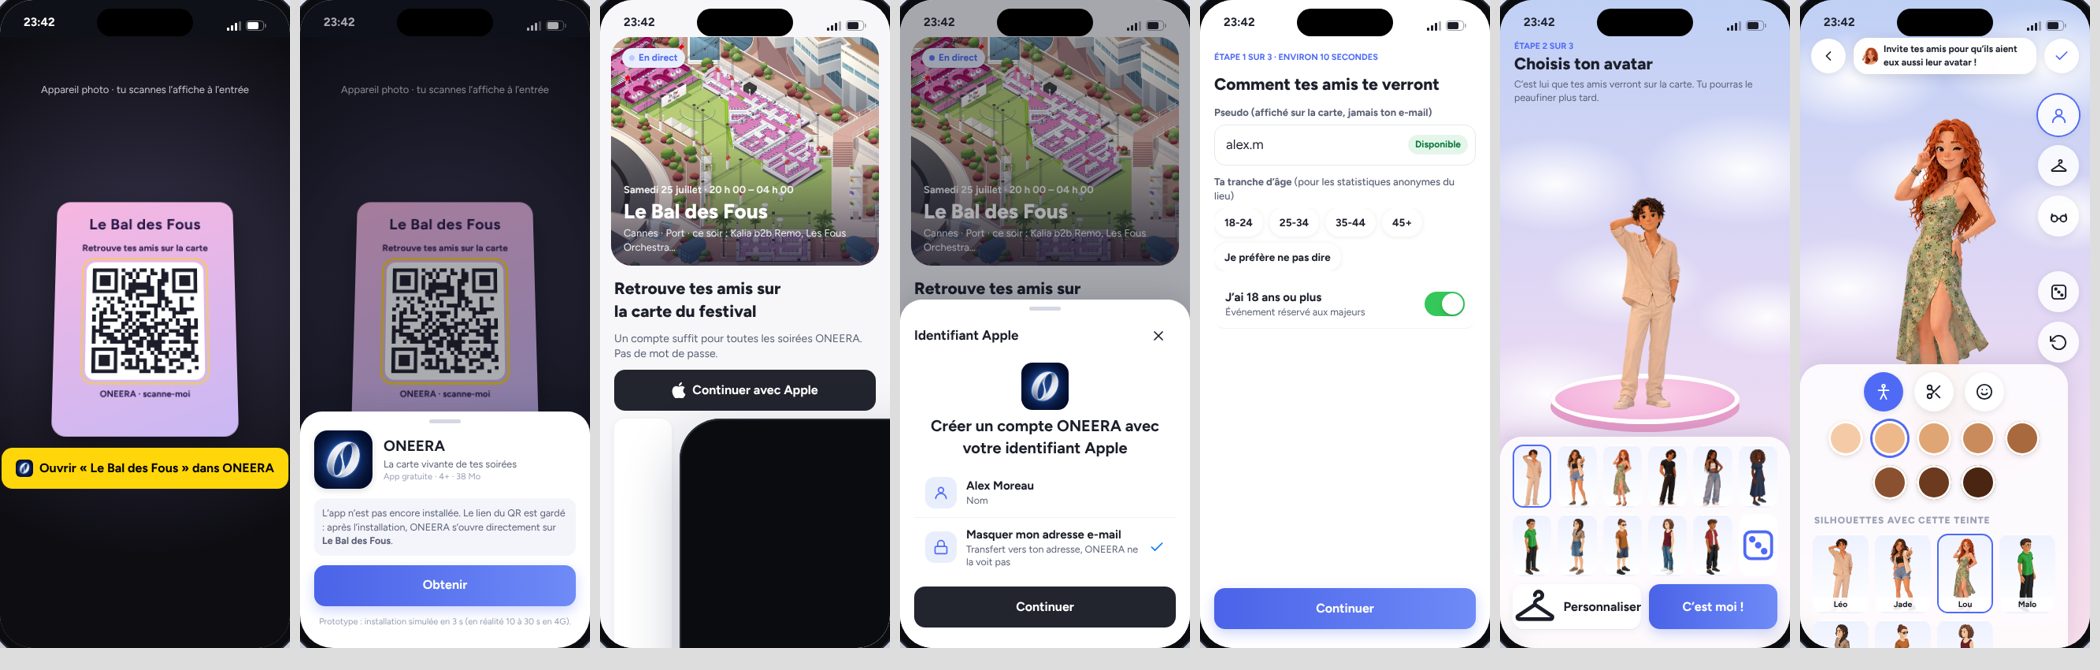 23:42
Appareil photo · tu scannes l'affiche à l'entrée
Le Bal des Fous
Retrouve tes amis sur la carte
ONEERA · scanne-moi
Ouvrir « Le Bal des Fous » dans ONEERA
23:42
Appareil photo · tu scannes l'affiche à l'entrée
Le Bal des Fous
Retrouve tes amis sur la carte
ONEERA
La carte vivante de tes soirées
App gratuite · 4+ · 38 Mo
L'app n'est pas encore installée. Le lien du QR est gardé
: après l'installation, ONEERA s'ouvre directement sur
Le Bal des Fous.
Obtenir
Prototype : installation simulée en 3 s (en réalité 10 à 30 s en 4G).
23:42
En direct
Samedi 25 juillet · 20 h 00 – 04 h 00
Le Bal des Fous
Cannes · Port · ce soir : Kalia b2b Remo, Les Fous
Orchestra...
Retrouve tes amis sur
la carte du festival
Un compte suffit pour toutes les soirées ONEERA.
Pas de mot de passe.
Continuer avec Apple
23:42
En direct
Samedi 25 juillet · 20 h 00 – 04 h 00
Le Bal des Fous
Cannes · Port · ce soir : Kalia b2b Remo, Les Fous
Orchestra...
Retrouve tes amis sur
Identifiant Apple
Créer un compte ONEERA avec
votre identifiant Apple
Alex Moreau
Nom
Masquer mon adresse e-mail
Transfert vers ton adresse, ONEERA ne
la voit pas
Continuer
23:42
ÉTAPE 1 SUR 3 · ENVIRON 10 SECONDES
Comment tes amis te verront
Pseudo (affiché sur la carte, jamais ton e-mail)
alex.m
Disponible
Ta tranche d'âge (pour les statistiques anonymes du
lieu)
18-24 25-34 35-44 45+
Je préfère ne pas dire
J'ai 18 ans ou plus
Événement réservé aux majeurs
Continuer
23:42
ÉTAPE 2 SUR 3
Choisis ton avatar
C'est lui que tes amis verront sur la carte. Tu pourras le
peaufiner plus tard.
Personnaliser
C'est moi !
23:42
Invite tes amis pour qu'ils aient
eux aussi leur avatar !
SILHOUETTES AVEC CETTE TEINTE
Léo Jade Lou Malo